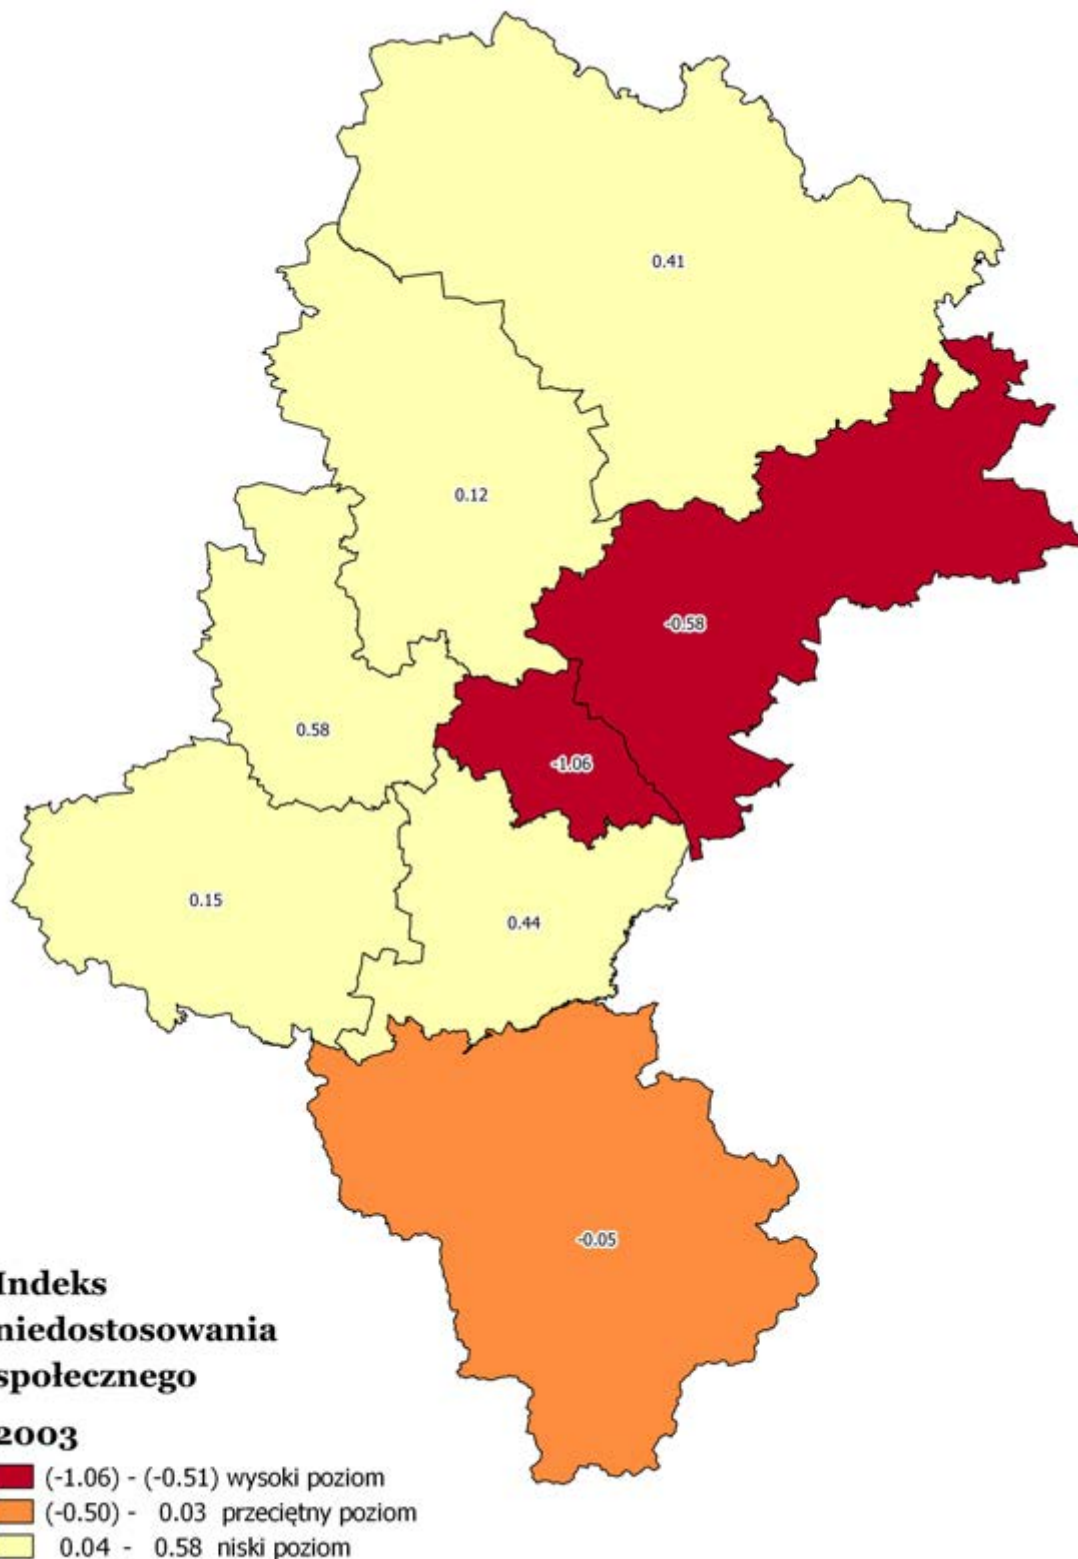 0.41
0.12
-0.58
0.58
-1.06
0.15
0.44
-0.05
Indeks
niedostosowania
społecznego
2003
(-1.06) - (-0.51) wysoki poziom
(-0.50) - 0.03 przeciętny poziom
0.04 - 0.58 niski poziom